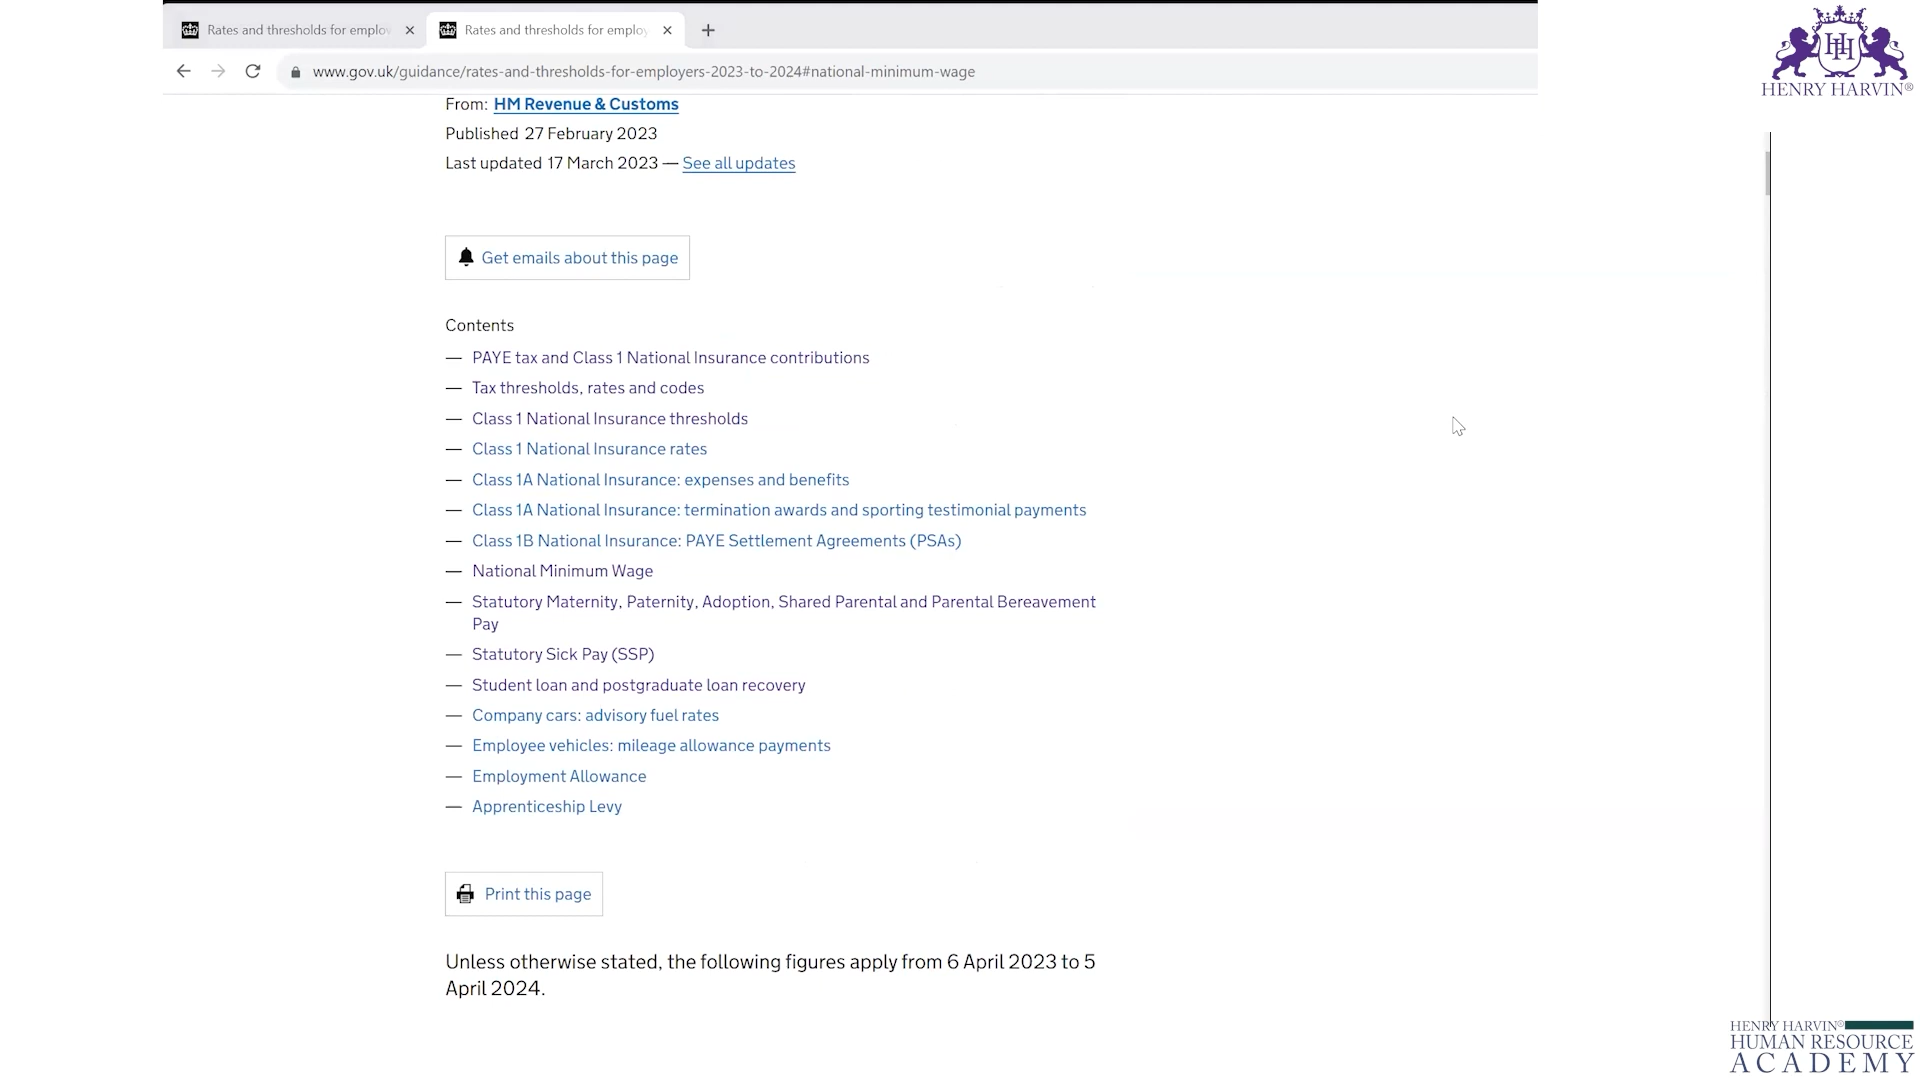 Rates and thresholds for emplo
Rates and thresholds for employ
www.gov.uk/guidance/rates-and-thresholds-for-employers-2023-to-2024#national-minimum-wage
HH
HENRY HARVIN®
From: HM Revenue & Customs
Published 27 February 2023
Last updated 17 March 2023 — See all updates
Get emails about this page
Contents
— PAYE tax and Class 1 National Insurance contributions
— Tax thresholds, rates and codes
— Class 1 National Insurance thresholds
— Class 1 National Insurance rates
— Class 1A National Insurance: expenses and benefits
— Class 1A National Insurance: termination awards and sporting testimonial payments
— Class 1B National Insurance: PAYE Settlement Agreements (PSAs)
— National Minimum Wage
— Statutory Maternity, Paternity, Adoption, Shared Parental and Parental Bereavement
Pay
— Statutory Sick Pay (SSP)
— Student loan and postgraduate loan recovery
— Company cars: advisory fuel rates
— Employee vehicles: mileage allowance payments
— Employment Allowance
— Apprenticeship Levy
Print this page
Unless otherwise stated, the following figures apply from 6 April 2023 to 5
April 2024.
HENRY HARVIN®
HUMAN RESOURCE
ACADEMY